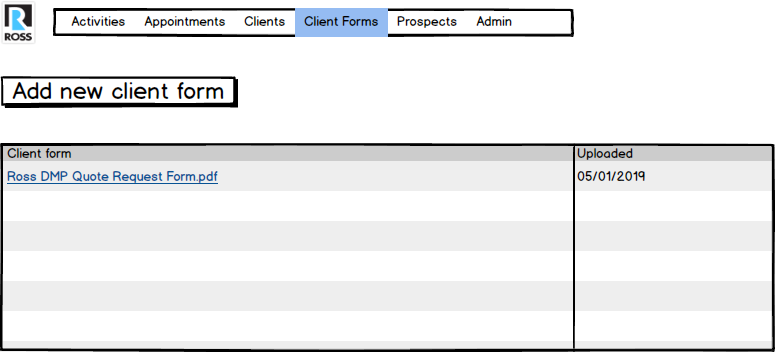 ROSS
Activities Appointments Clients Client Forms Prospects Admin
Add new client form
Client form Uploaded
Ross DMP Quote Request Form.pdf 05/01/2019